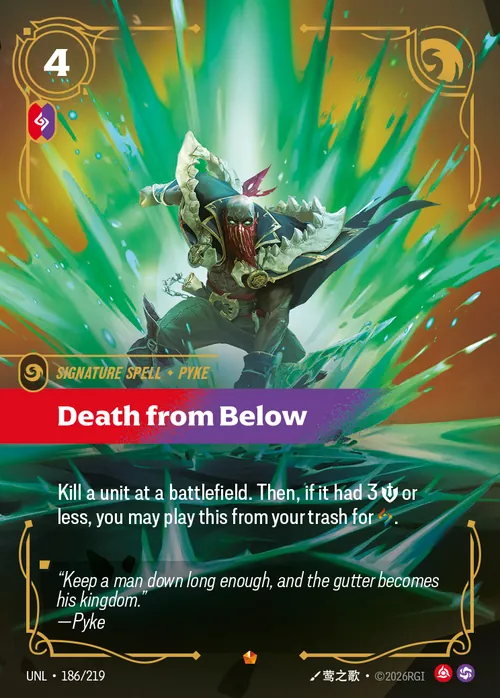 4
SIGNATURE SPELL • PYKE
Death from Below
Kill a unit at a battlefield. Then, if it had 3 or
less, you may play this from your trash for .
“Keep a man down long enough, and the gutter becomes
his kingdom.”
—Pyke
UNL • 186/219
莺之歌 • ©2026RGI